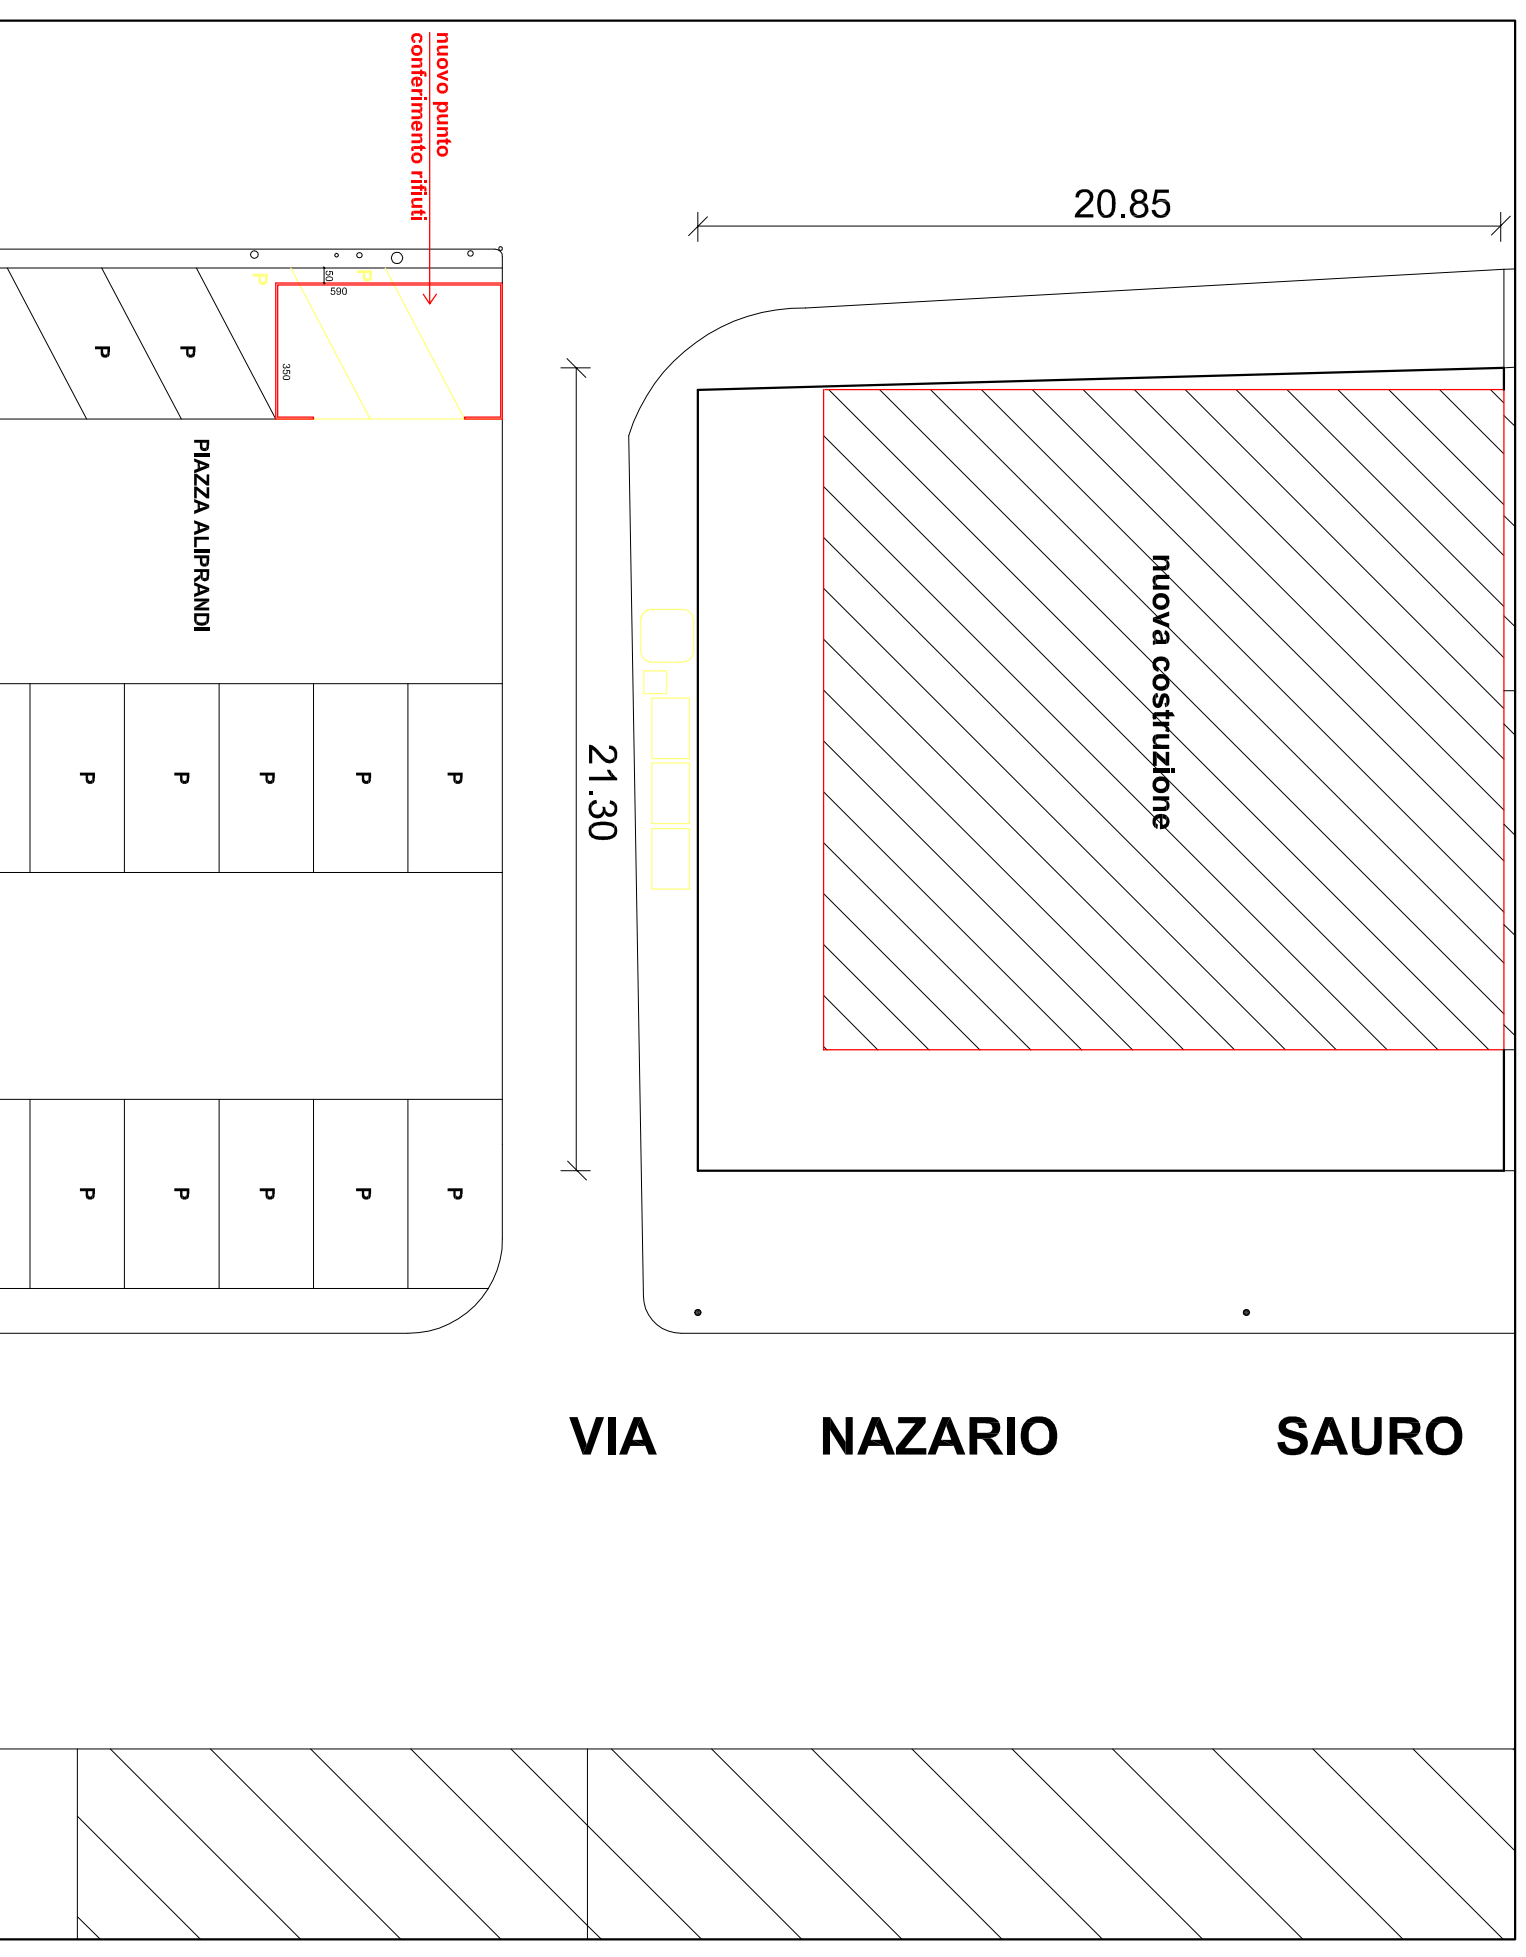 nuovo punto
conferimento rifiuti
20.85
P
P
50
590
350
P
P
PIAZZA ALIPRANDI
nuova costruzione
21.30
P
P
P
P
P
P
P
P
P
P
VIA NAZARIO SAURO